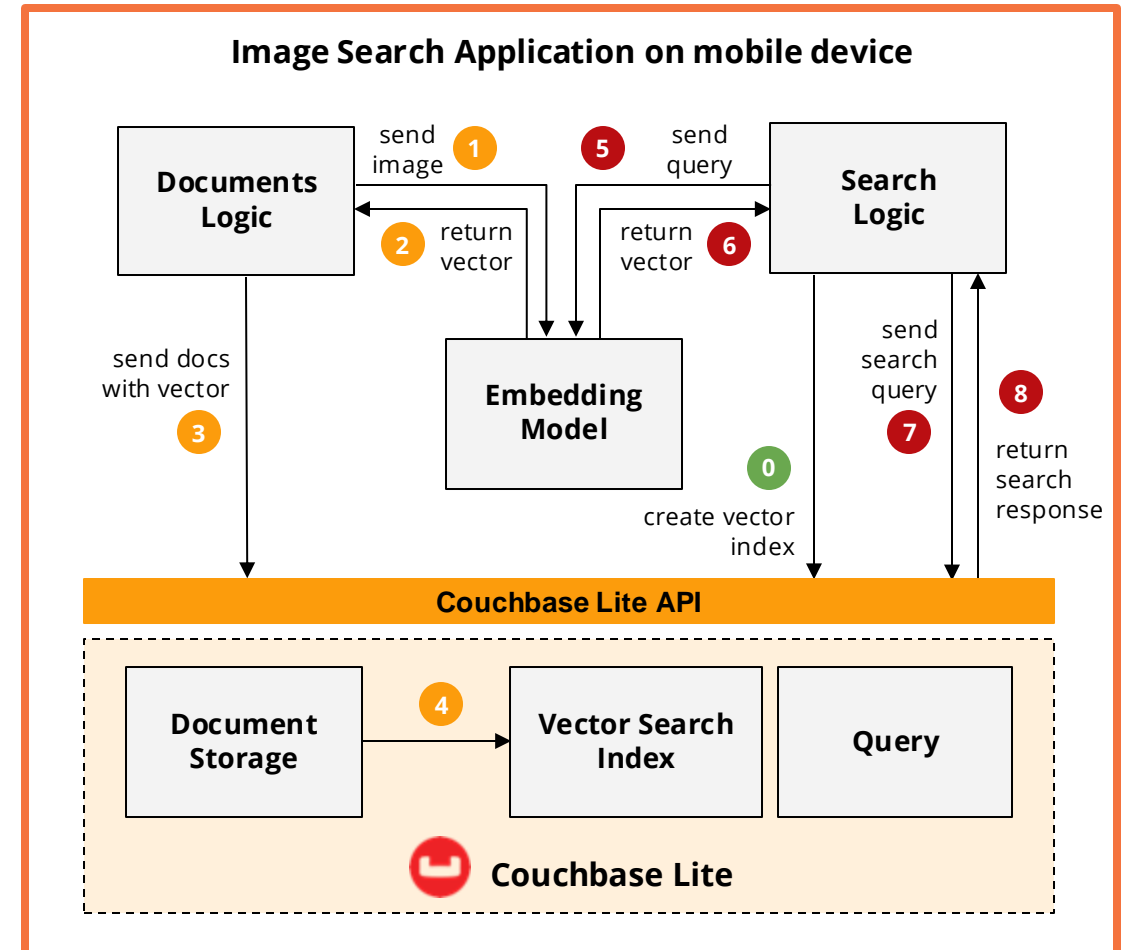 Image Search Application on mobile device
Documents
Logic
send
image
1
2
return
vector
5
send
query
return
vector
6
Search
Logic
send docs
with vector
3
Embedding
Model
0
create vector
index
send
search
query
7
8
return
search
response
Couchbase Lite API
Document
Storage
4
Vector Search
Index
Query
Couchbase Lite